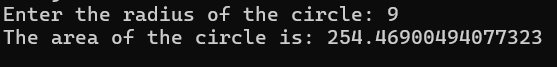 Enter the radius of the circle: 9
The area of the circle is: 254.46900494077323